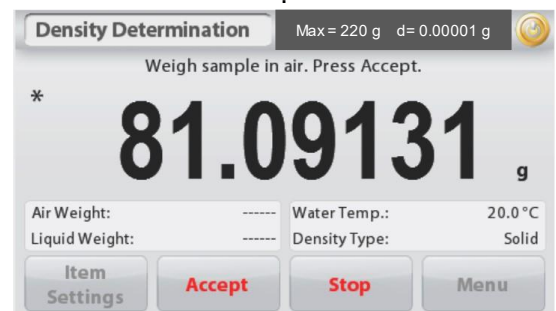 Density Determination Max = 220 g d= 0.00001 g
Weigh sample in air. Press Accept.
*
81.09131 g
Air Weight: ------ Water Temp.: 20.0°C
Liquid Weight: ------ Density Type: Solid
Item Settings Accept Stop Menu